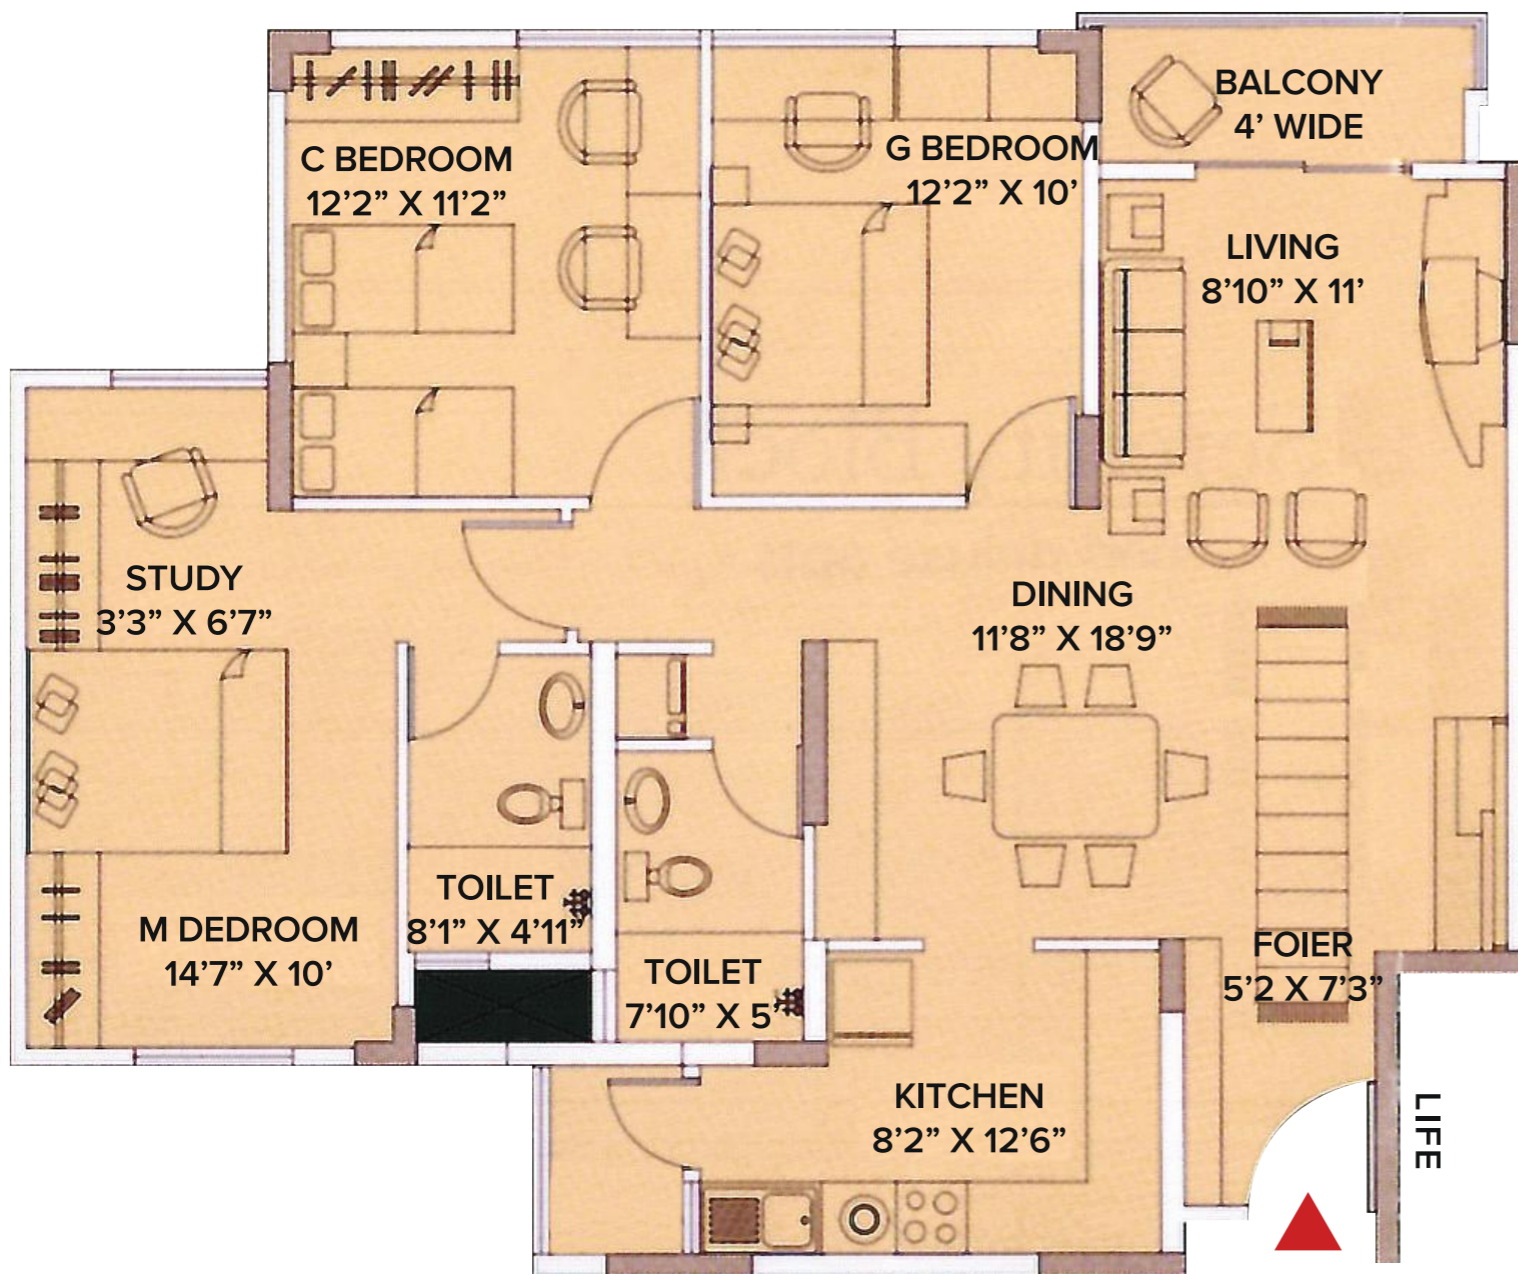 BALCONY
4’ WIDE
C BEDROOM
12’2” X 11’2”
G BEDROOM
12’2” X 10’
LIVING
8’10” X 11’
STUDY
3’3” X 6’7”
DINING
11’8” X 18’9”
TOILET
8’1” X 4’11”
M DEDROOM
14’7” X 10’
TOILET
7’10” X 5’
FOIER
5’2 X 7’3”
KITCHEN
8’2” X 12’6”
LIFE